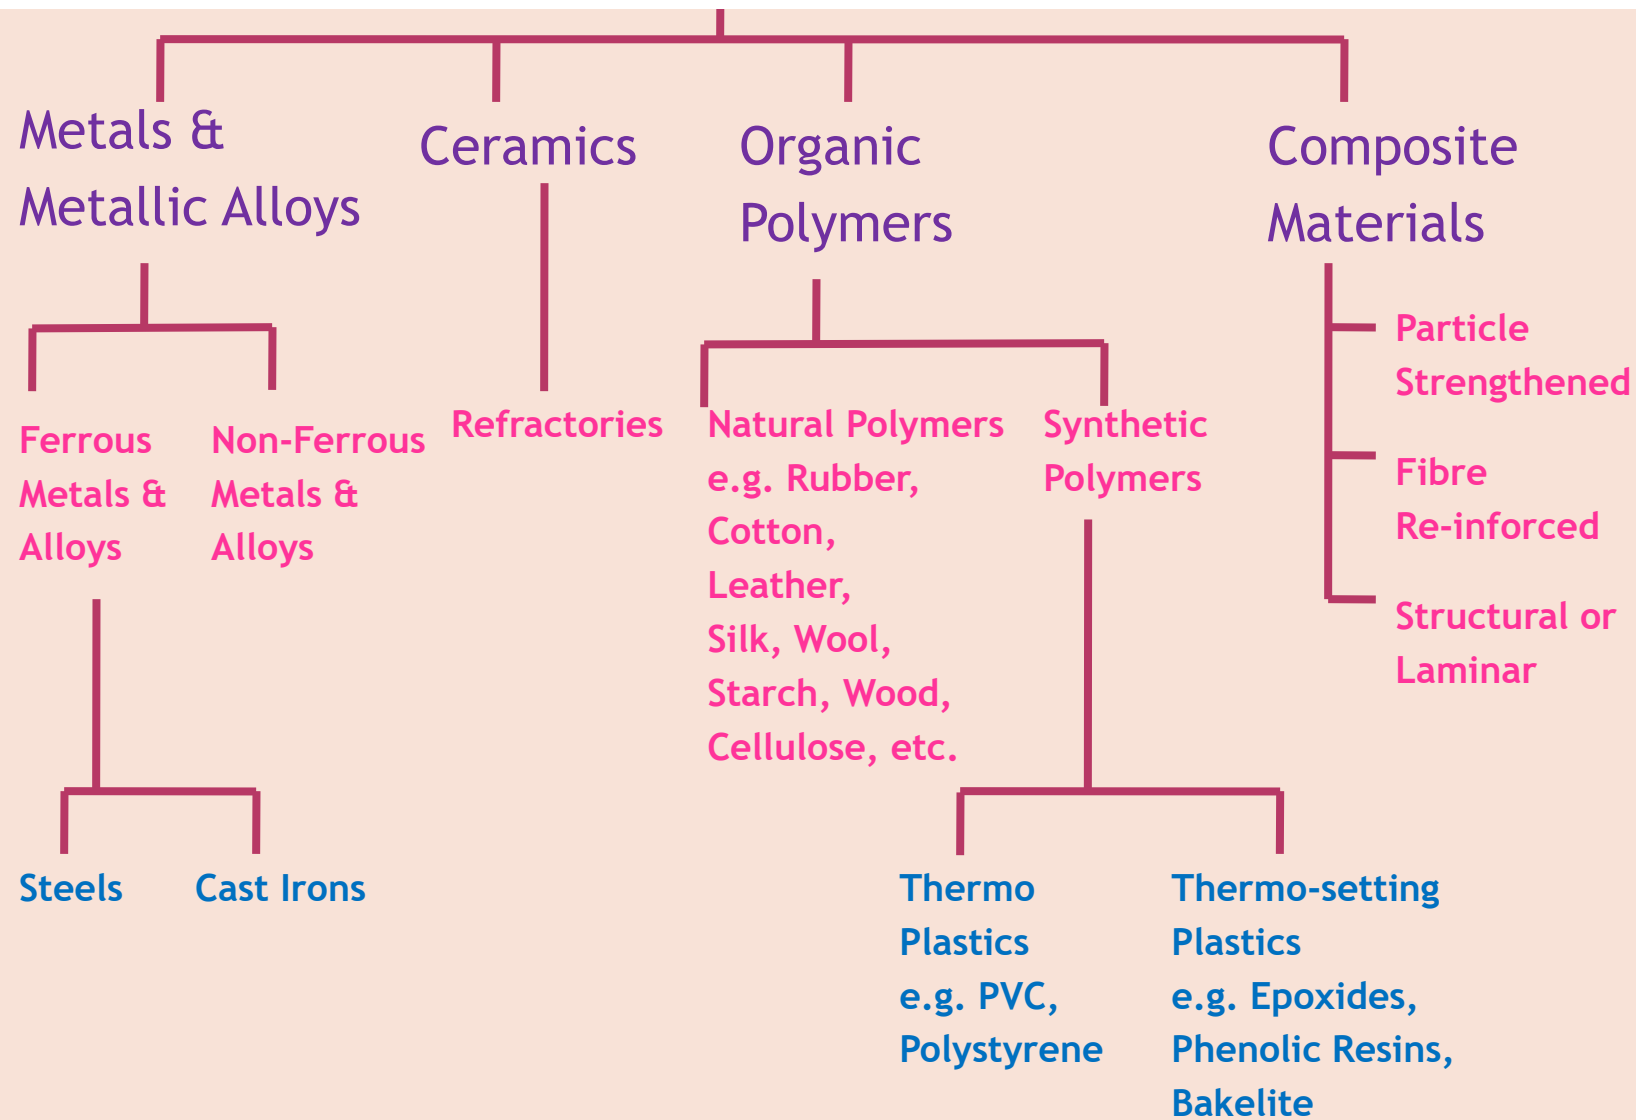 Metals &
Metallic Alloys
Ceramics
Organic
Polymers
Composite
Materials
Particle
Strengthened
Fibre
Re-inforced
Structural or
Laminar
Ferrous
Metals &
Alloys
Non-Ferrous
Metals &
Alloys
Refractories
Natural Polymers
e.g. Rubber,
Cotton,
Leather,
Silk, Wool,
Starch, Wood,
Cellulose, etc.
Synthetic
Polymers
Steels
Cast Irons
Thermo
Plastics
e.g. PVC,
Polystyrene
Thermo-setting
Plastics
e.g. Epoxides,
Phenolic Resins,
Bakelite